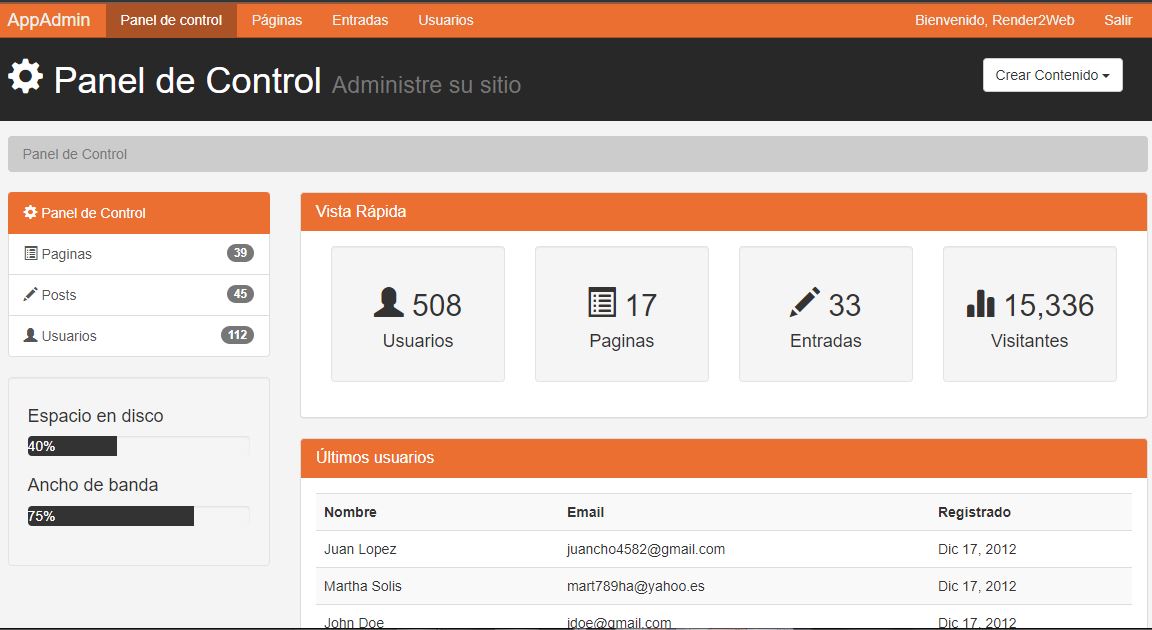 AppAdmin Panel de control Páginas Entradas Usuarios Bienvenido, Render2Web Salir
Panel de Control Administre su sitio Crear Contenido
Panel de Control
Panel de Control
Paginas 39
Posts 45
Usuarios 112
Espacio en disco
40%
Ancho de banda
75%
Vista Rápida
508 17 33 15,336
Usuarios Paginas Entradas Visitantes
Últimos usuarios
Nombre Email Registrado
Juan Lopez juancho4582@gmail.com Dic 17, 2012
Martha Solis mart789ha@yahoo.es Dic 17, 2012
John Doe jdoe@gmail.com Dic 17, 2012